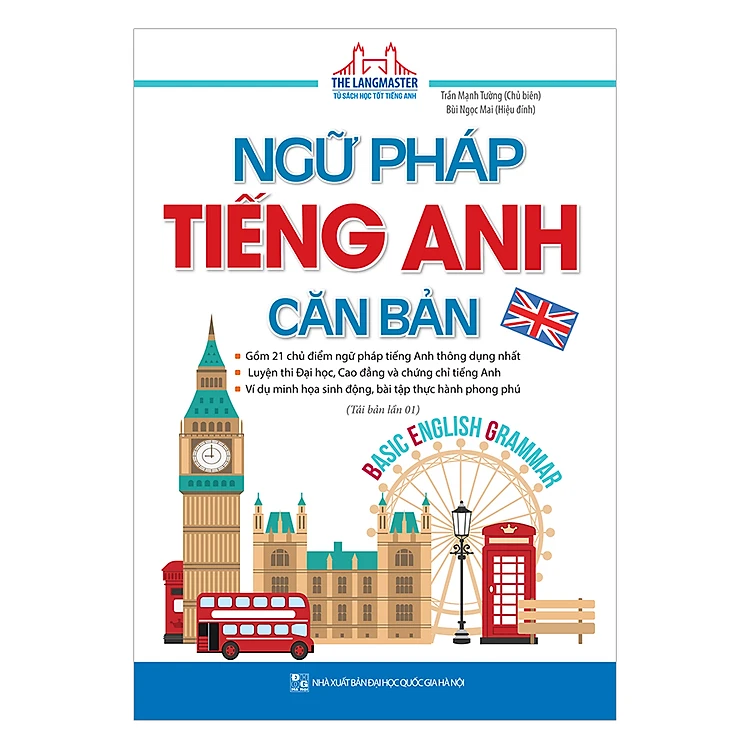 THE LANGMASTER
TỦ SÁCH HỌC TỐT TIẾNG ANH
Trần Mạnh Tường (Chủ biên)
Bùi Ngọc Mai (Hiệu đính)
NGỮ PHÁP
TIẾNG ANH
CĂN BẢN
Gồm 21 chủ điểm ngữ pháp tiếng Anh thông dụng nhất
Luyện thi Đại học, Cao đẳng và chứng chỉ tiếng Anh
Ví dụ minh họa sinh động, bài tập thực hành phong phú
(Tái bản lần 01)
BASIC ENGLISH GRAMMAR
NHÀ XUẤT BẢN ĐẠI HỌC QUỐC GIA HÀ NỘI